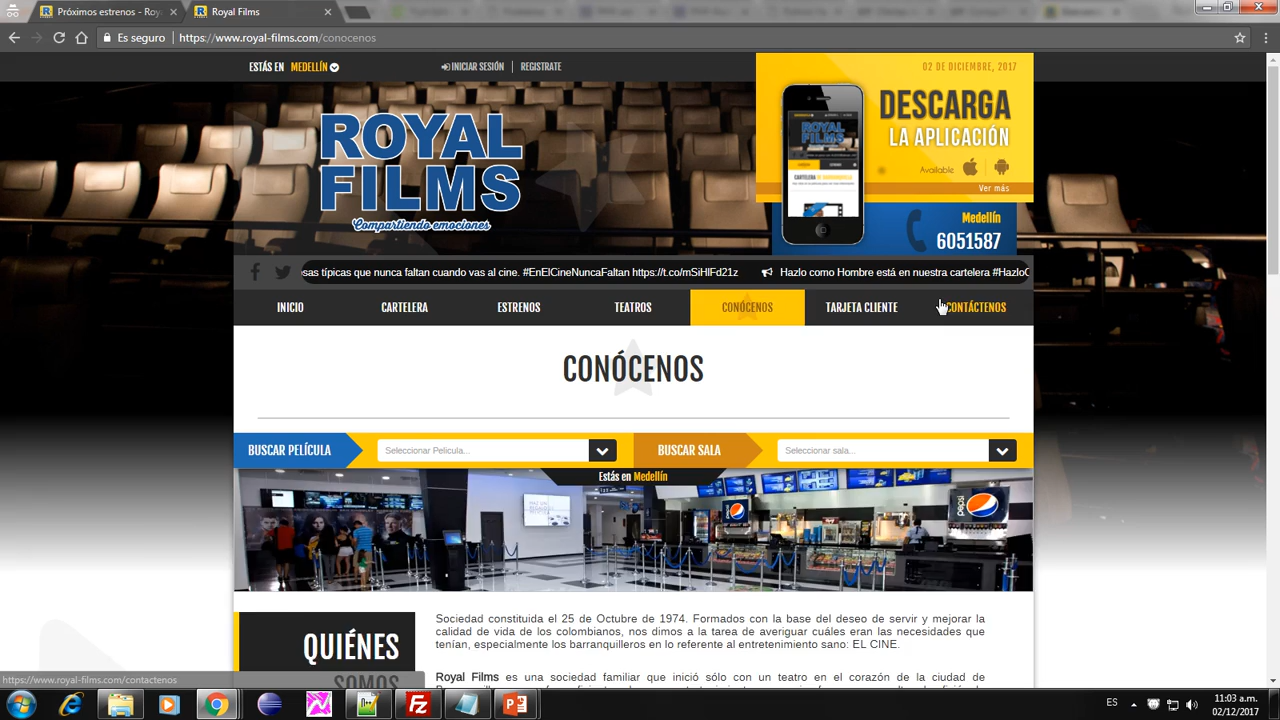 Próximos estrenos - Roy
Royal Films
Es seguro | https://www.royal-films.com/conocenos
ESTÁS EN MEDELLÍN
INICIAR SESIÓN | REGISTRATE
02 DE DICIEMBRE, 2017
DESCARGA
LA APLICACIÓN
Available
Ver más
ROYAL
FILMS
Compartiendo emociones
Medellín
6051587
sas típicas que nunca faltan cuando vas al cine. #EnElCineNuncaFaltan https://t.co/mSiHlFd21z Hazlo como Hombre está en nuestra cartelera #HazloC
INICIO CARTELERA ESTRENOS TEATROS CONÓCENOS TARJETA CLIENTE CONTÁCTENOS
CONÓCENOS
BUSCAR PELÍCULA Seleccionar Pelicula... BUSCAR SALA Seleccionar sala...
Estás en Medellín
pepsi
QUIÉNES
SOMOS
Sociedad constituida el 25 de Octubre de 1974. Formados con la base del deseo de servir y mejorar la
calidad de vida de los colombianos, nos dimos a la tarea de averiguar cuáles eran las necesidades que
tenían, especialmente los barranquilleros en lo referente al entretenimiento sano: EL CINE.
Royal Films es una sociedad familiar que inició sólo con un teatro en el corazón de la ciudad de
https://www.royal-films.com/contactenos
ES
11:03 a.m.
02/12/2017